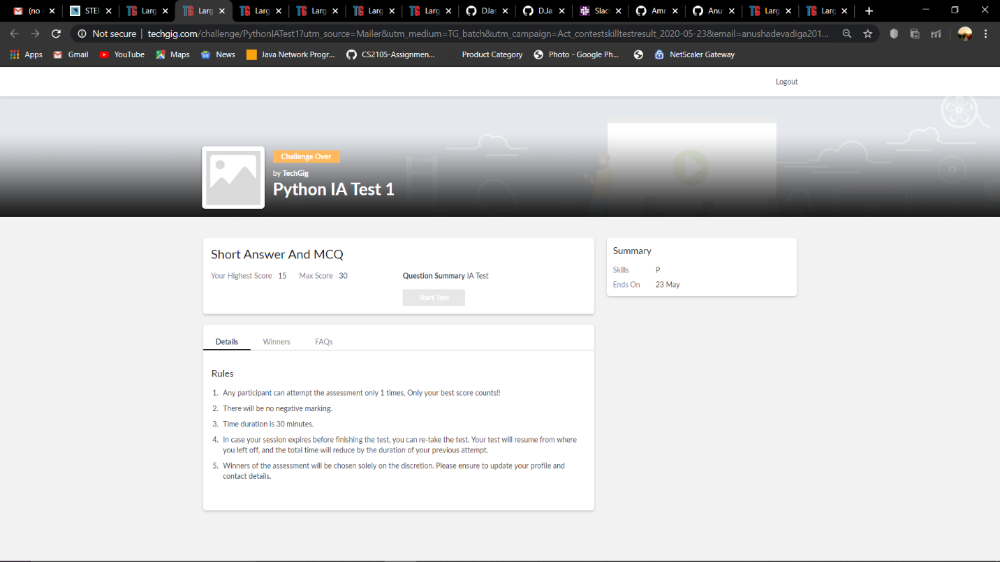 (no s
STEP
Larg
Larg
Larg
Larg
Larg
Larg
DJas
DJas
Slac
Amr
Anus
Larg
Larg
Not secure
techgig.com/challenge/PythonIATest1?utm_source=Mailer&utm_medium=TG_batch&utm_campaign=Act_contestskilltestresult_2020-05-23&email=anushadevadiga201...
Apps
Gmail
YouTube
Maps
News
Java Network Progr...
CS2105-Assignmen...
Product Category
Photo - Google Ph...
NetScaler Gateway
Logout
Challenge Over
by TechGig
Python IA Test 1
Short Answer And MCQ
Your Highest Score 15 Max Score 30
Question Summary IA Test
Start Test
Summary
Skills P
Ends On 23 May
Details
Winners
FAQs
Rules
1. Any participant can attempt the assessment only 1 times, Only your best score counts!!
2. There will be no negative marking.
3. Time duration is 30 minutes.
4. In case your session expires before finishing the test, you can re-take the test. Your test will resume from where
you left off, and the total time will reduce by the duration of your previous attempt.
5. Winners of the assessment will be chosen solely on the discretion. Please ensure to update your profile and
contact details.